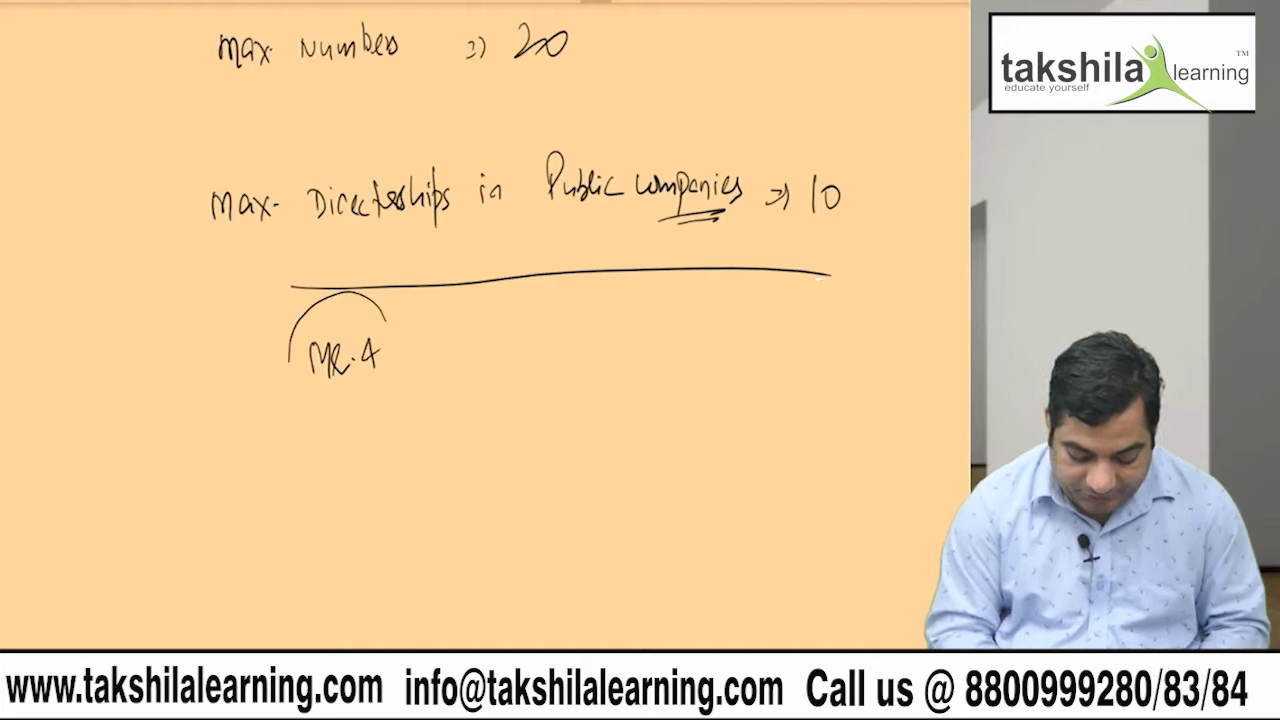 max. Numbers => 20
takshila learning ™
educate yourself
max. Directorships in Public companies => 10
MR. A
www.takshilalearning.com info@takshilalearning.com Call us @ 8800999280/83/84